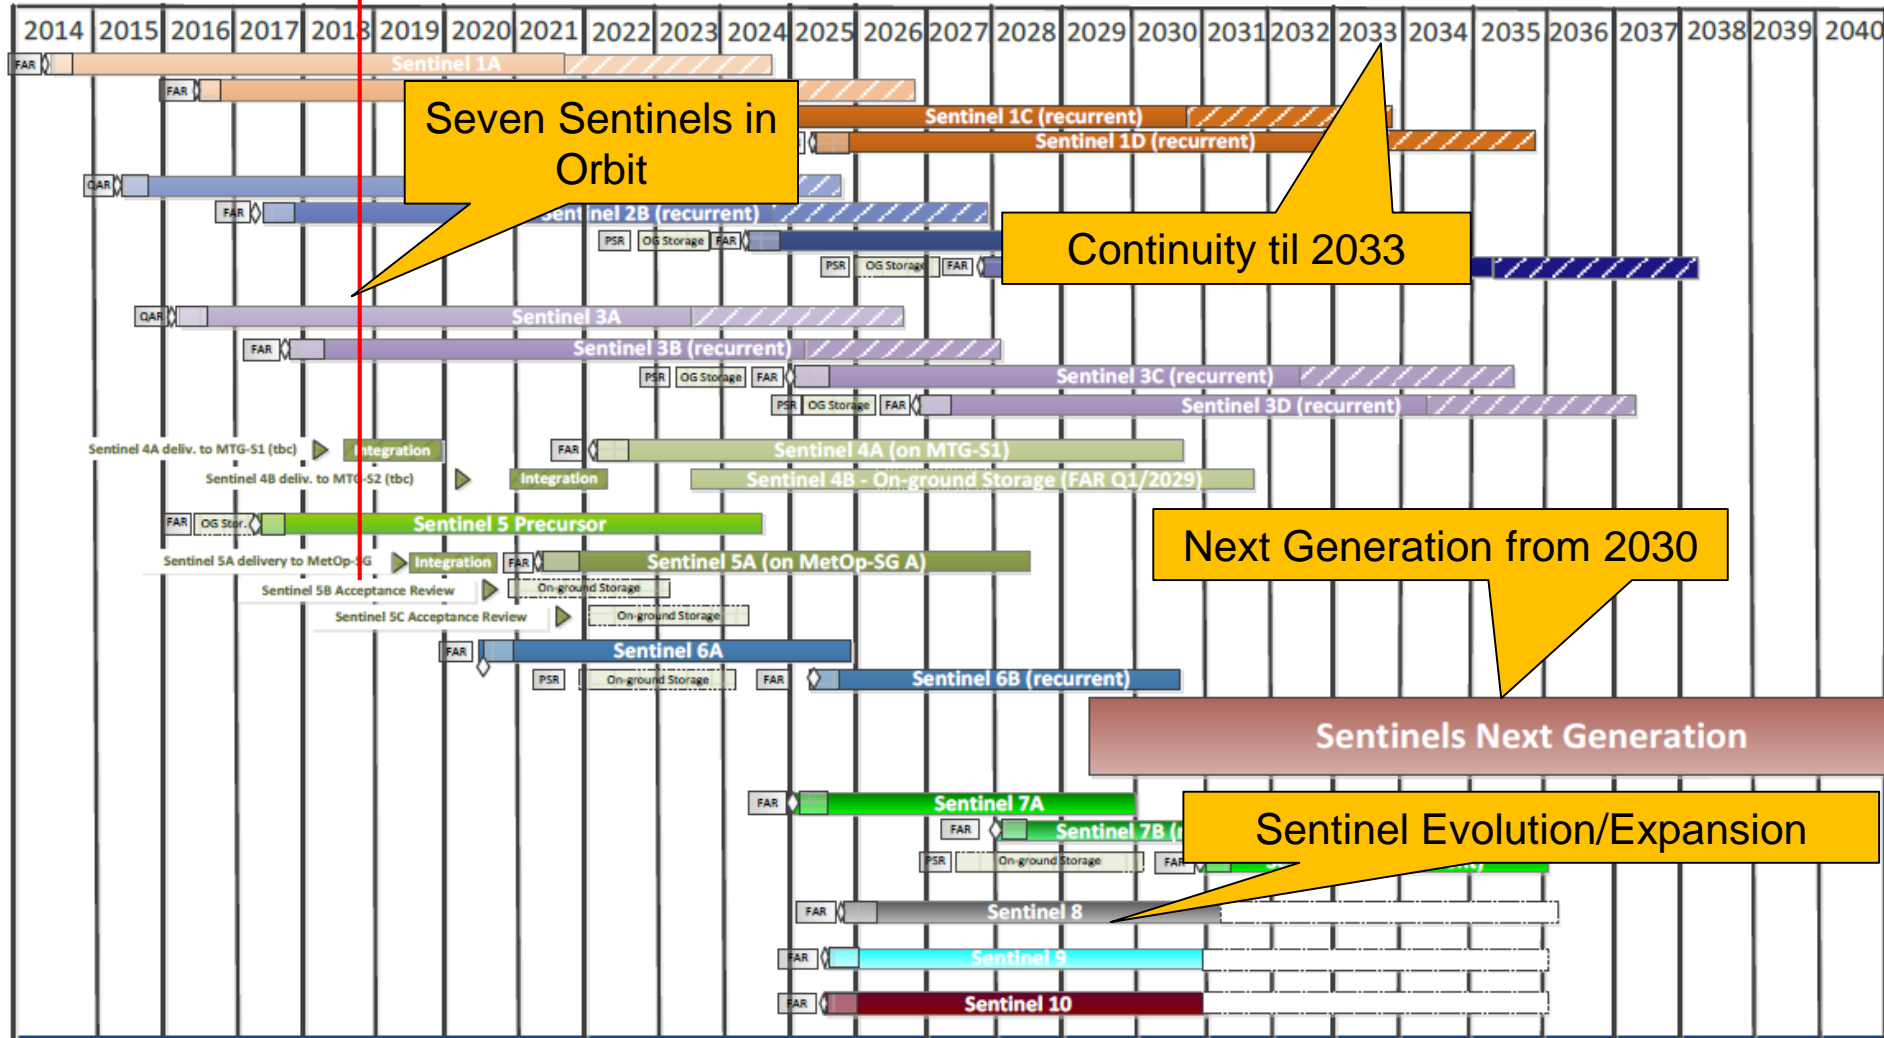 2014 2015 2016 2017 2018 2019 2020 2021 2022 2023 2024 2025 2026 2027 2028 2029 2030 2031 2032 2033 2034 2035 2036 2037 2038 2039 2040
FAR Sentinel 1A
FAR
Seven Sentinels in
Orbit
Sentinel 1C (recurrent)
Sentinel 1D (recurrent)
QAR
FAR Sentinel 2B (recurrent)
PSR OG Storage FAR
Continuity til 2033
PSR OG Storage FAR
QAR Sentinel 3A
FAR Sentinel 3B (recurrent)
PSR OG Storage FAR Sentinel 3C (recurrent)
PSR OG Storage FAR Sentinel 3D (recurrent)
Sentinel 4A deliv. to MTG-S1 (tbc) Integration FAR Sentinel 4A (on MTG-S1)
Sentinel 4B deliv. to MTG-S2 (tbc) Integration Sentinel 4B - On-ground Storage (FAR Q1/2029)
FAR OG Stor. Sentinel 5 Precursor
Next Generation from 2030
Sentinel 5A delivery to MetOp-SG Integration FAR Sentinel 5A (on MetOp-SG A)
Sentinel 5B Acceptance Review On-ground Storage
Sentinel 5C Acceptance Review On-ground Storage
FAR Sentinel 6A
PSR On-ground Storage FAR Sentinel 6B (recurrent)
Sentinels Next Generation
FAR Sentinel 7A
FAR Sentinel 7B
Sentinel Evolution/Expansion
PSR On-ground Storage FAR
FAR Sentinel 8
FAR Sentinel 9
FAR Sentinel 10